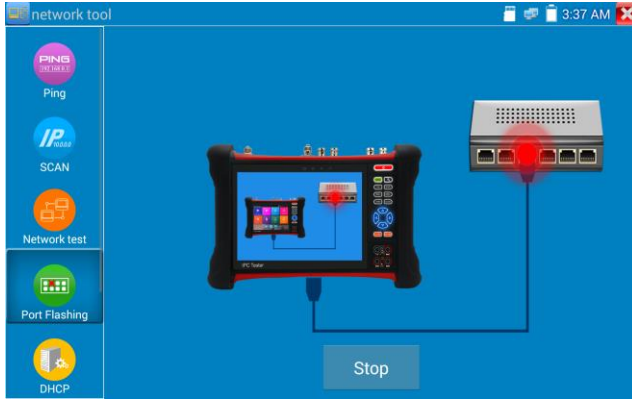 network tool
3:37 AM
PING
Ping
IP
SCAN
Network test
Port Flashing
DHCP
IPC Tester
Stop